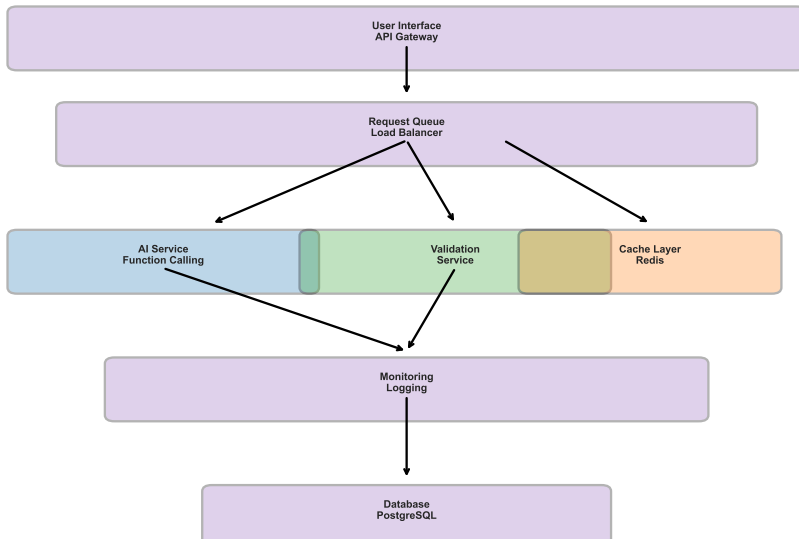 User Interface
API Gateway
Request Queue
Load Balancer
AI Service
Function Calling
Validation
Service
Cache Layer
Redis
Monitoring
Logging
Database
PostgreSQL